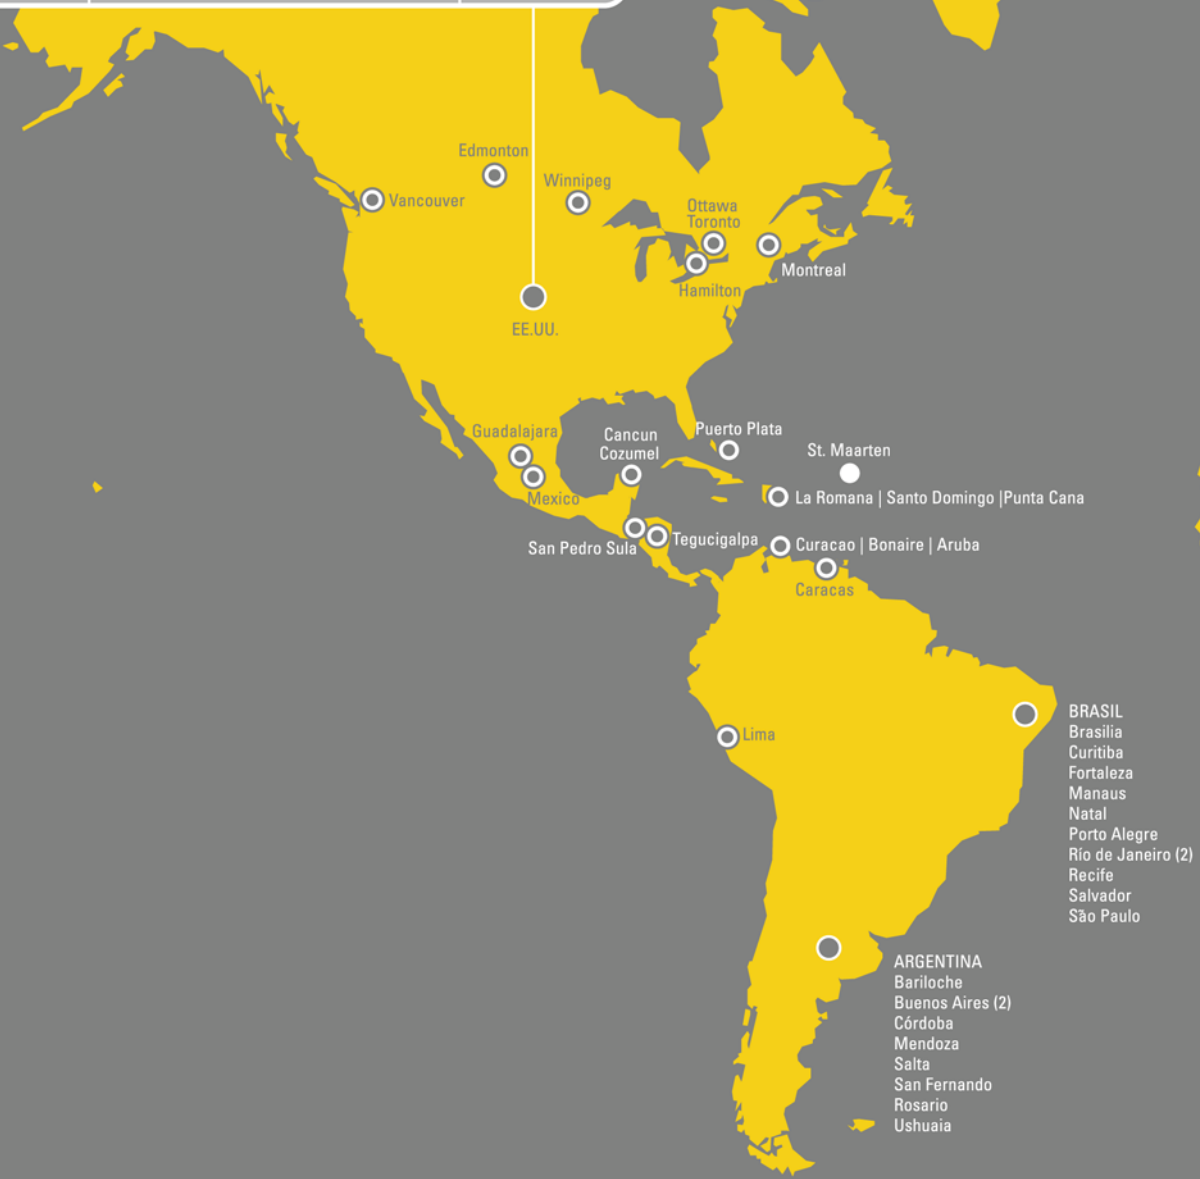 Edmonton
Winnipeg
Vancouver
Ottawa
Toronto
Montreal
Hamilton
EE.UU.
Guadalajara
Mexico
Cancun
Cozumel
Puerto Plata
St. Maarten
La Romana | Santo Domingo |Punta Cana
San Pedro Sula
Tegucigalpa
Curacao | Bonaire | Aruba
Caracas
Lima
BRASIL
Brasilia
Curitiba
Fortaleza
Manaus
Natal
Porto Alegre
Río de Janeiro (2)
Recife
Salvador
São Paulo
ARGENTINA
Bariloche
Buenos Aires (2)
Córdoba
Mendoza
Salta
San Fernando
Rosario
Ushuaia